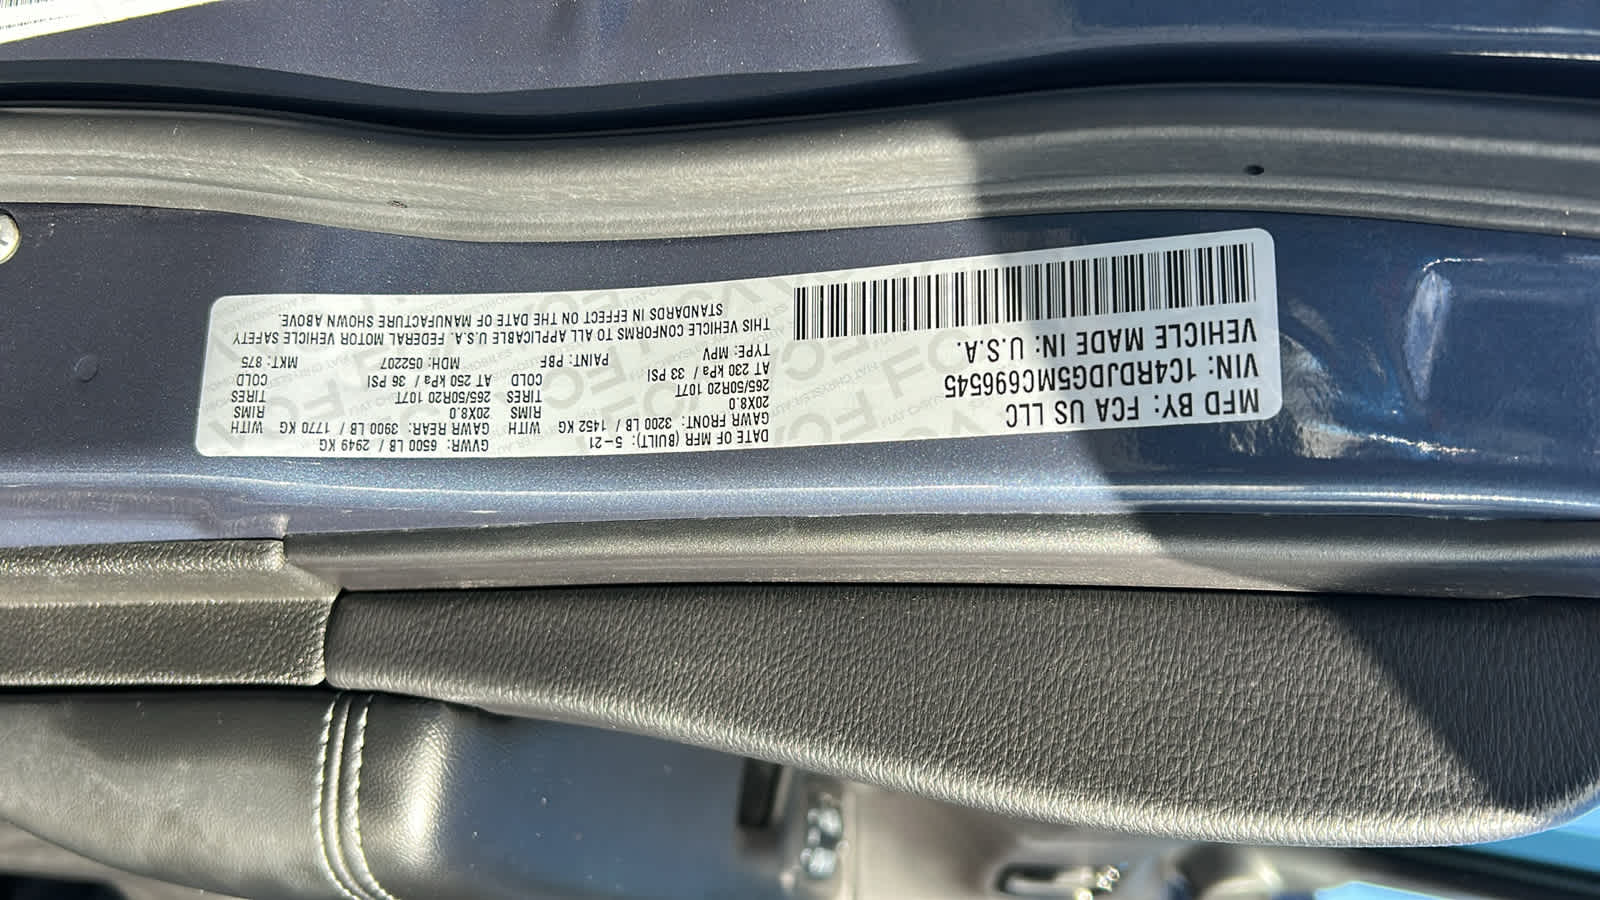 MFD BY: FCA US LLC
VIN: 1C4RDJDG5MC696545
VEHICLE MADE IN: U.S.A.
DATE OF MFR (BUILT): 5-21 GVWR: 6500 LB / 2949 KG
GAWR FRONT: 3200 LB / 1452 KG WITH RIMS TIRES COLD GAWR REAR: 3900 LB / 1770 KG WITH RIMS TIRES COLD
20X8.0 20X8.0
265/50R20 107T 265/50R20 107T
AT 230 kPa / 33 PSI AT 250 kPa / 36 PSI
TYPE: MPV PAINT: PBF MDH: 052207 MKT: 875
THIS VEHICLE CONFORMS TO ALL APPLICABLE U.S.A. FEDERAL MOTOR VEHICLE SAFETY
STANDARDS IN EFFECT ON THE DATE OF MANUFACTURE SHOWN ABOVE.